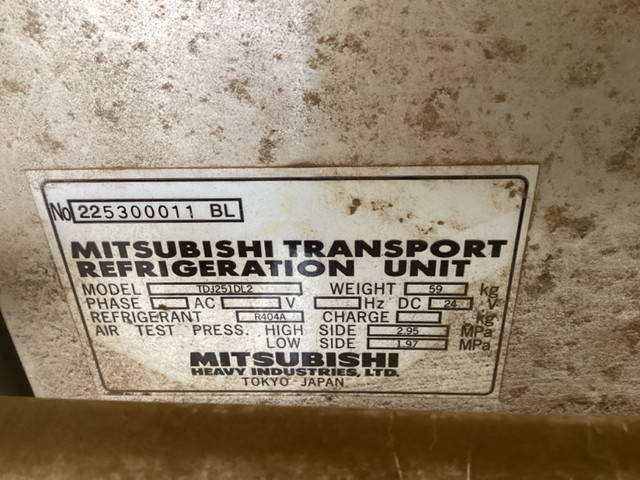 No 225300011 BL
MITSUBISHI TRANSPORT
REFRIGERATION UNIT
MODEL TDJ251DL2 WEIGHT 59 kg
PHASE AC V Hz DC 24 V
REFRIGERANT R404A CHARGE kg
AIR TEST PRESS. HIGH SIDE 2.95 MPa
LOW SIDE 1.97 MPa
MITSUBISHI
HEAVY INDUSTRIES, LTD.
TOKYO JAPAN